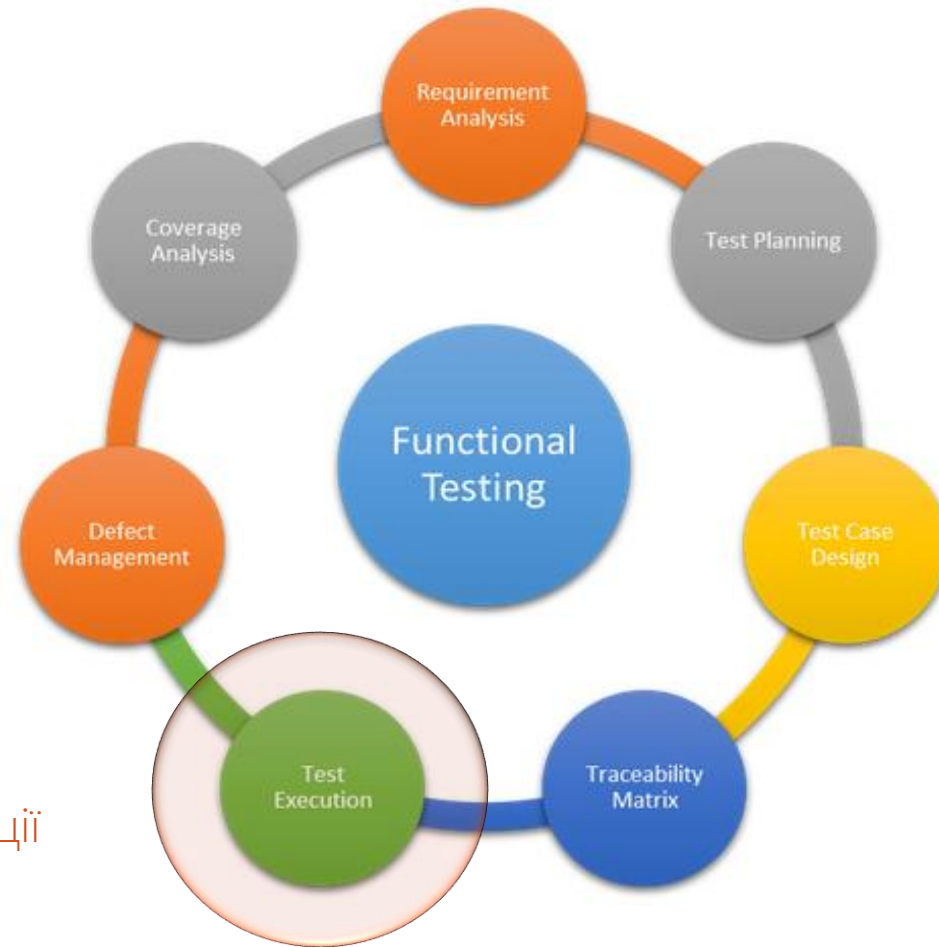 Requirement
Analysis
Test Planning
Test Case
Design
Traceability
Matrix
Test
Execution
Defect
Management
Coverage
Analysis
Functional
Testing